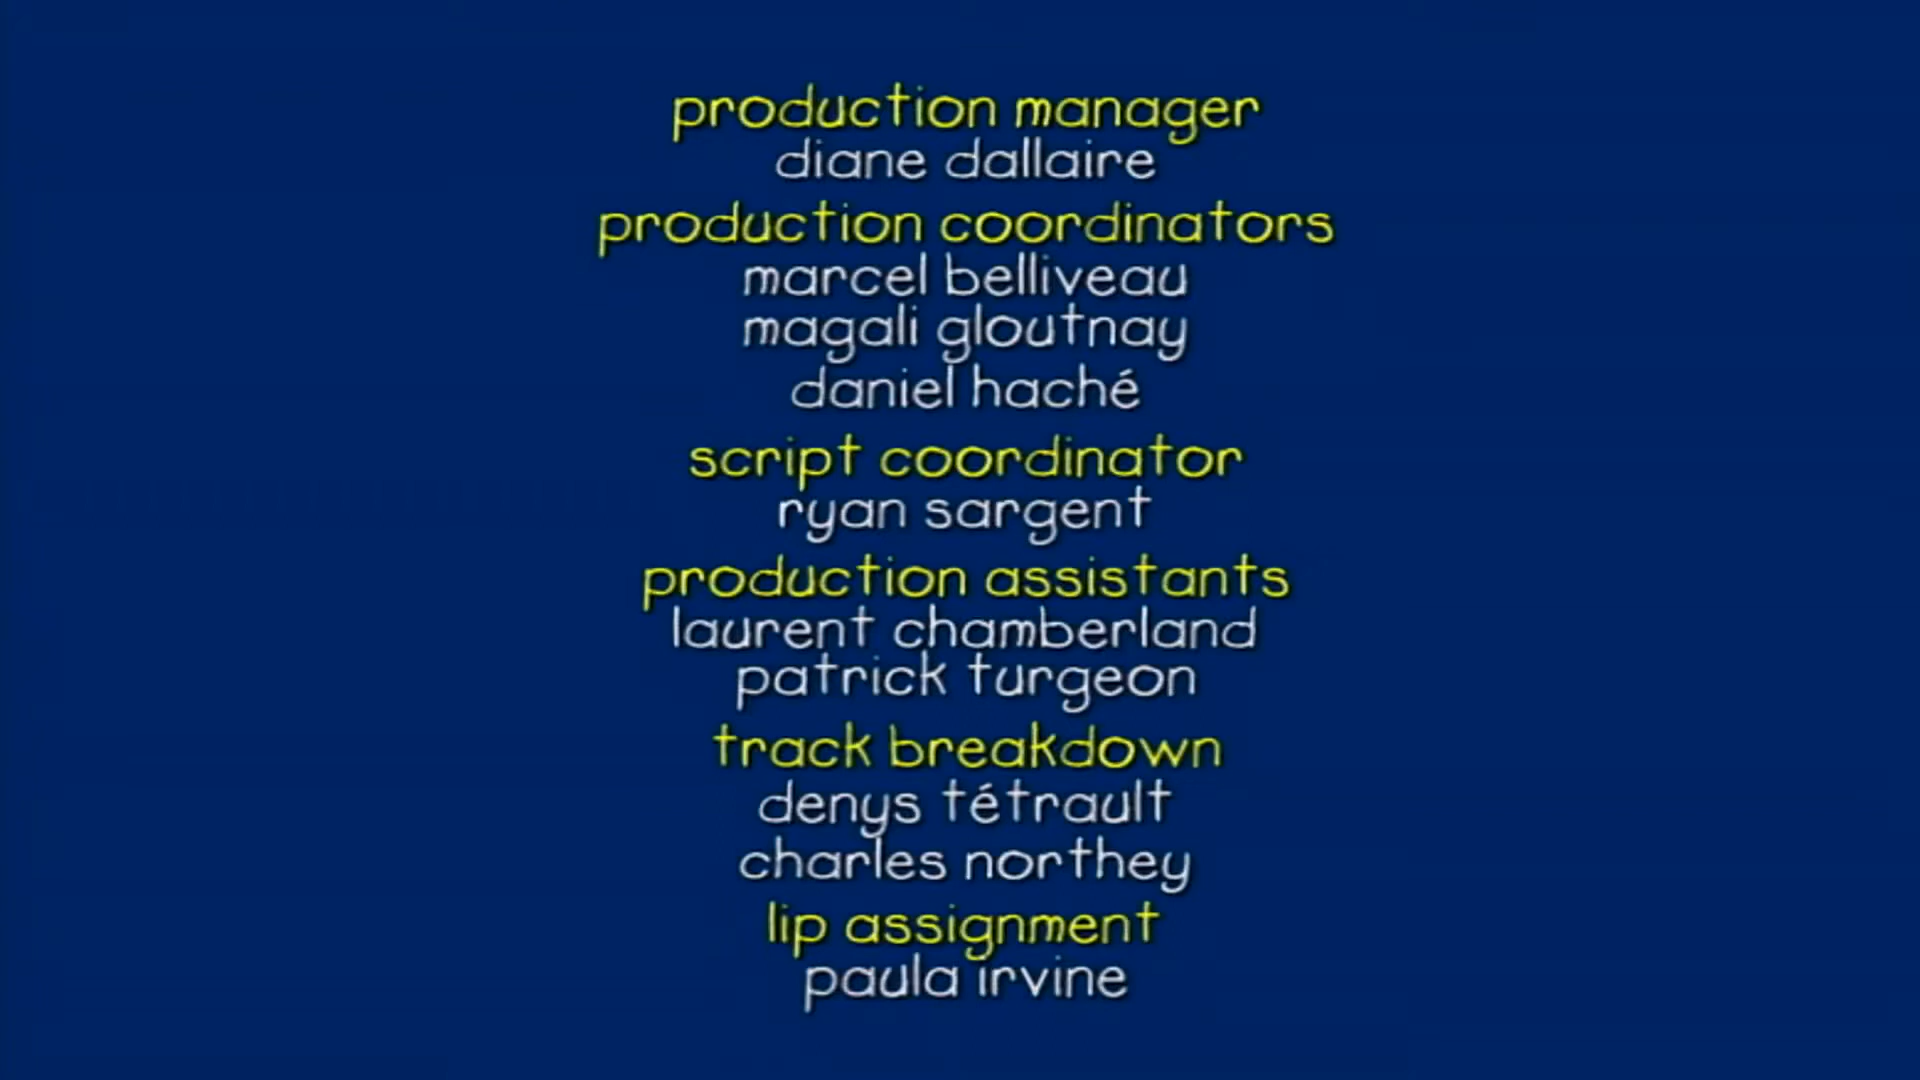 production manager
diane dallaire
production coordinators
marcel belliveau
magali gloutnay
daniel haché
script coordinator
ryan sargent
production assistants
laurent chamberland
patrick turgeon
track breakdown
denys tétrault
charles northey
lip assignment
paula irvine